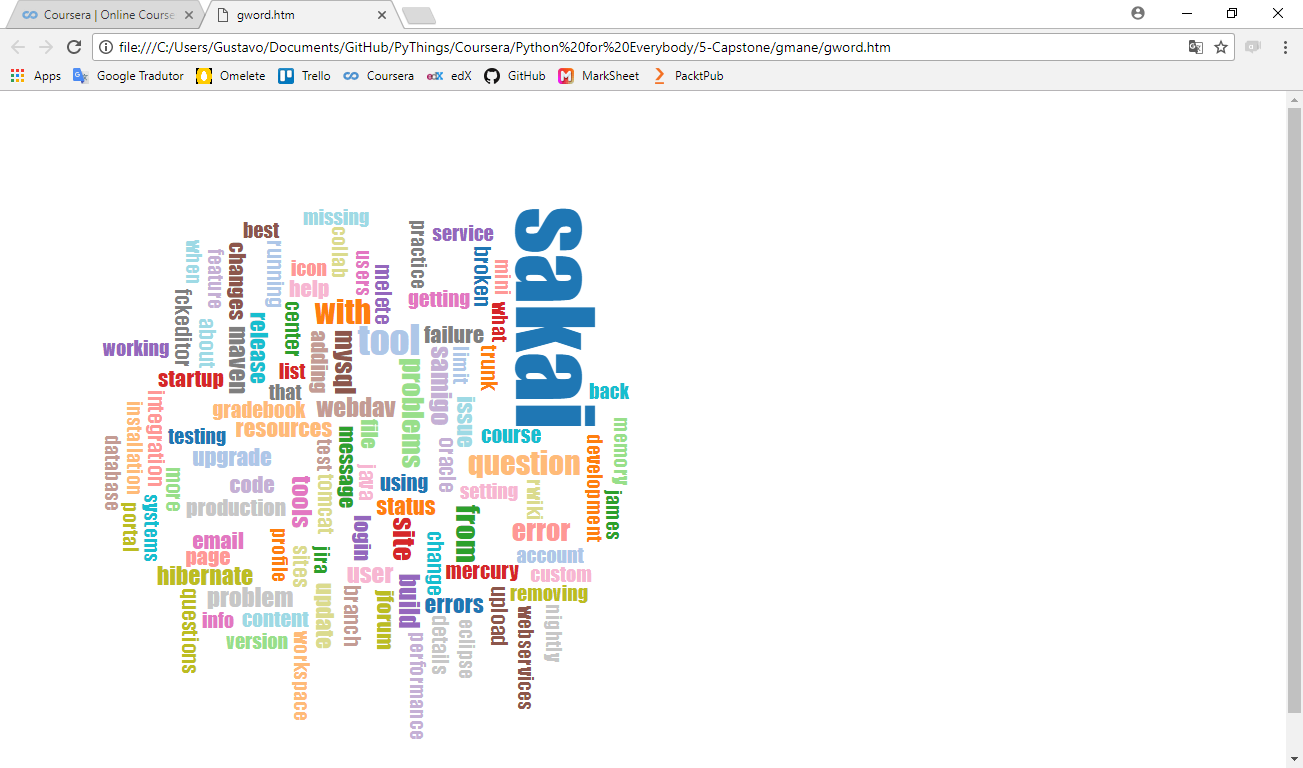 Coursera | Online Course
gword.htm
file:///C:/Users/Gustavo/Documents/GitHub/PyThings/Coursera/Python%20for%20Everybody/5-Capstone/gmane/gword.htm
Apps Google Tradutor Omelete Trello Coursera edX GitHub MarkSheet PacktPub
missing
best
service
sakai
practice
collab
when
feature
changes
running
users
broken
icon
mini
melete
help
getting
fckeditor
with
center
what
release
about
maven
tool
failure
adding
mysql
working
samigo
limit
trunk
problems
list
startup
that
back
integration
issue
gradebook
webdav
installation
resources
file
memory
testing
message
course
development
database
test
oracle
upgrade
question
java
more
code
tools
using
tomcat
setting
rwiki
james
systems
production
status
portal
from
login
site
error
profile
email
change
sites
jira
page
account
hibernate
user
mercury
custom
build
questions
problem
update
branch
jforum
errors
upload
removing
info
content
webservices
nightly
details
eclipse
version
workspace
performance